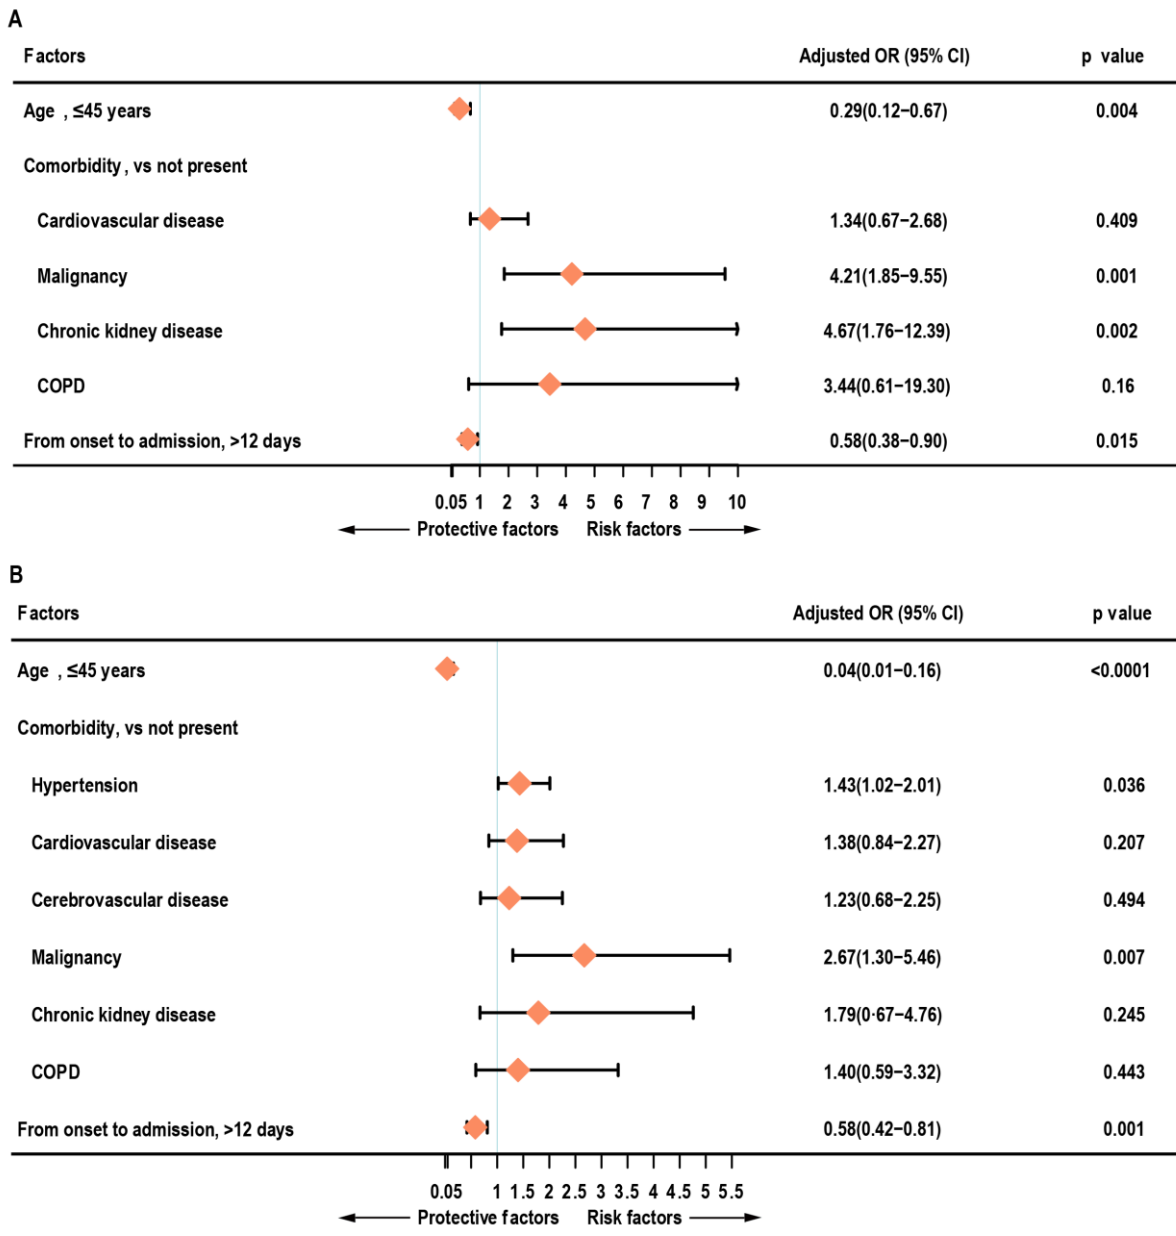 A
Factors Adjusted OR (95% CI) p value
Age , ≤45 years 0.29(0.12−0.67) 0.004
Comorbidity, vs not present
Cardiovascular disease 1.34(0.67−2.68) 0.409
Malignancy 4.21(1.85−9.55) 0.001
Chronic kidney disease 4.67(1.76−12.39) 0.002
COPD 3.44(0.61−19.30) 0.16
From onset to admission, >12 days 0.58(0.38−0.90) 0.015
0.05 1 2 3 4 5 6 7 8 9 10
Protective factors Risk factors
B
Factors Adjusted OR (95% CI) p value
Age , ≤45 years 0.04(0.01−0.16) <0.0001
Comorbidity, vs not present
Hypertension 1.43(1.02−2.01) 0.036
Cardiovascular disease 1.38(0.84−2.27) 0.207
Cerebrovascular disease 1.23(0.68−2.25) 0.494
Malignancy 2.67(1.30−5.46) 0.007
Chronic kidney disease 1.79(0·67−4.76) 0.245
COPD 1.40(0.59−3.32) 0.443
From onset to admission, >12 days 0.58(0.42−0.81) 0.001
0.05 1 1.5 2 2.5 3 3.5 4 4.5 5 5.5
Protective factors Risk factors